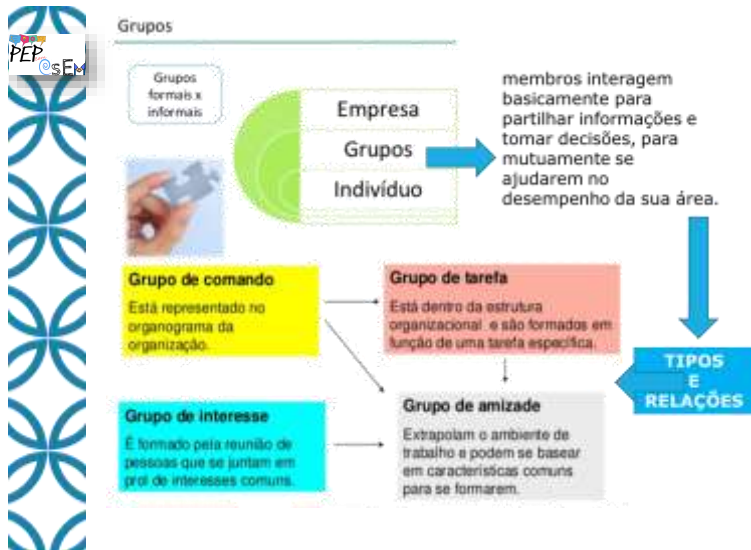 Grupos
PEP
@sEM
Grupos
formais x
informais
Empresa
Grupos
Indivíduo
membros interagem
basicamente para
partilhar informações e
tomar decisões, para
mutuamente se
ajudarem no
desempenho da sua área.
Grupo de comando
Está representado no
organograma da
organização.
Grupo de tarefa
Está dentro da estrutura
organizacional e são formados em
função de uma tarefa específica.
TIPOS
E
RELAÇÕES
Grupo de interesse
É formado pela reunião de
pessoas que se juntam em
prol de interesses comuns.
Grupo de amizade
Extrapolam o ambiente de
trabalho e podem se basear
em características comuns
para se formarem.